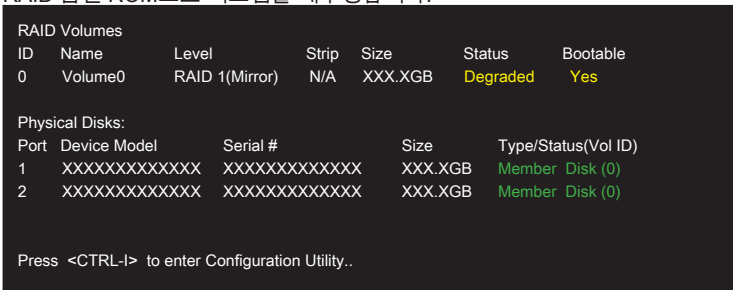 RAID Volumes
ID Name Level Strip Size Status Bootable
0 Volume0 RAID 1(Mirror) N/A XXX.XGB Degraded Yes
Physical Disks:
Port Device Model Serial # Size Type/Status(Vol ID)
1 XXXXXXXXXXXXX XXXXXXXXXXXXX XXX.XGB Member Disk (0)
2 XXXXXXXXXXXXX XXXXXXXXXXXXX XXX.XGB Member Disk (0)
Press <CTRL-I> to enter Configuration Utility..